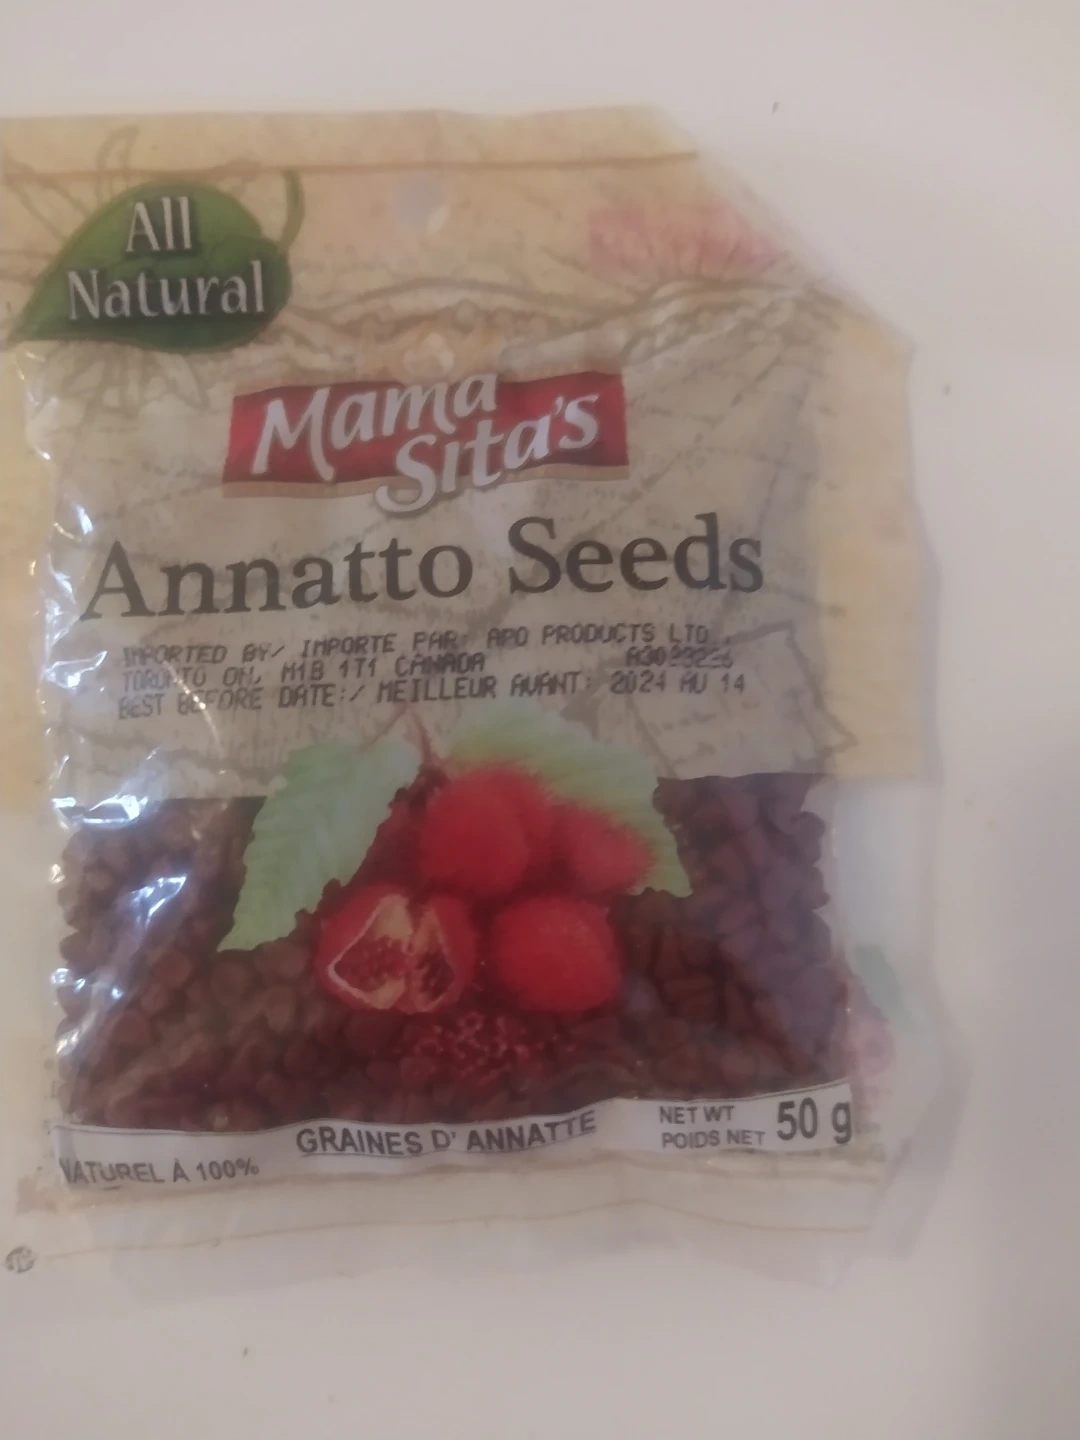 All
Natural
Mama
Sita's
Annatto Seeds
IMPORTED BY/ IMPORTE PAR: APO PRODUCTS LTD.,
TORONTO ON, M1B 1T1 CANADA
BEST BEFORE DATE:/ MEILLEUR AVANT: 2024 AU 14
GRAINES D' ANNATTE
NET WT
POIDS NET 50 g
NATUREL À 100%